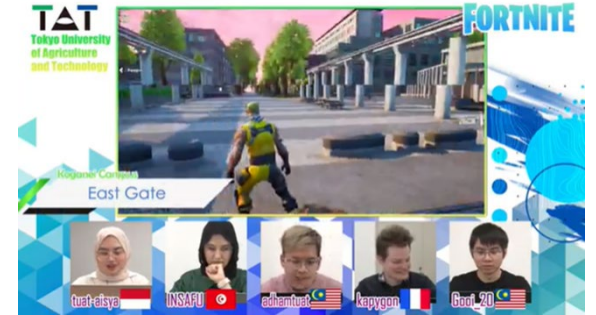 TAT
FORTNITE
Tokyo University
of Agriculture
and Technology
Koganei Campus
East Gate
tuat-aisya
INSAFU
adhamtuat
kapygon
Gooi_20